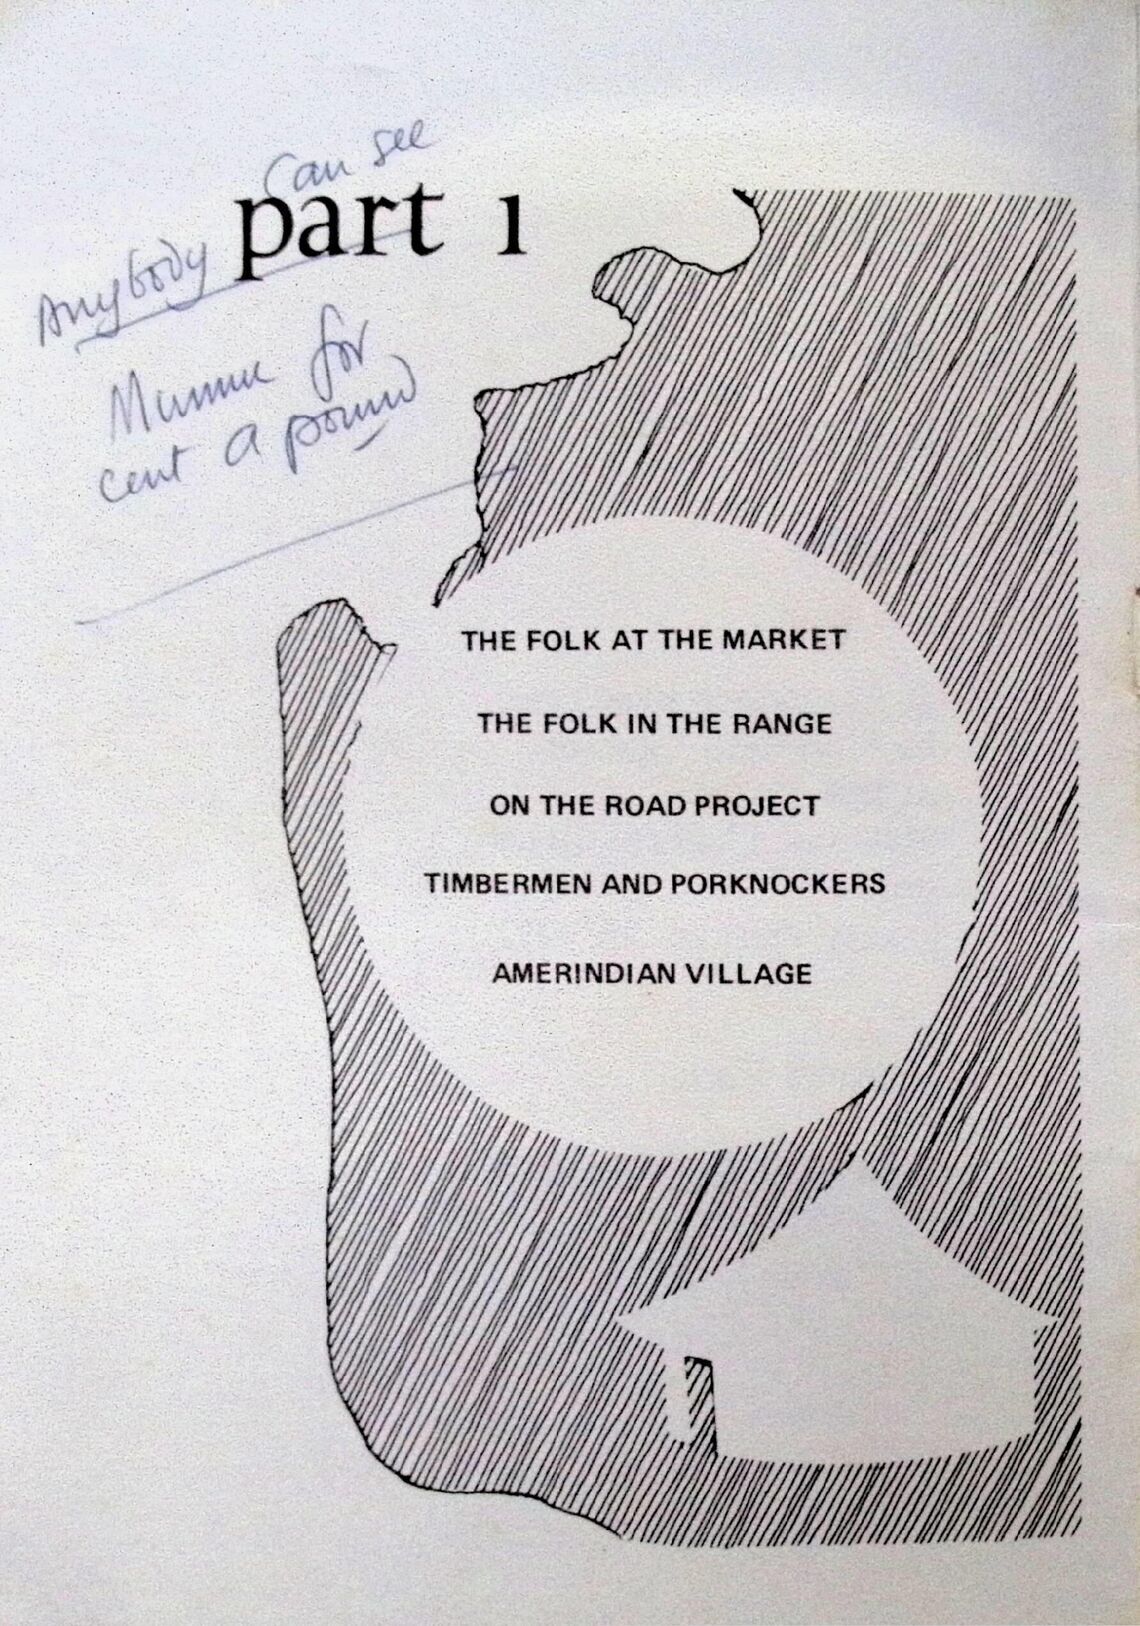 can see
part 1
Anybody
for
cent a pound
THE FOLK AT THE MARKET
THE FOLK IN THE RANGE
ON THE ROAD PROJECT
TIMBERMEN AND PORKNOCKERS
AMERINDIAN VILLAGE